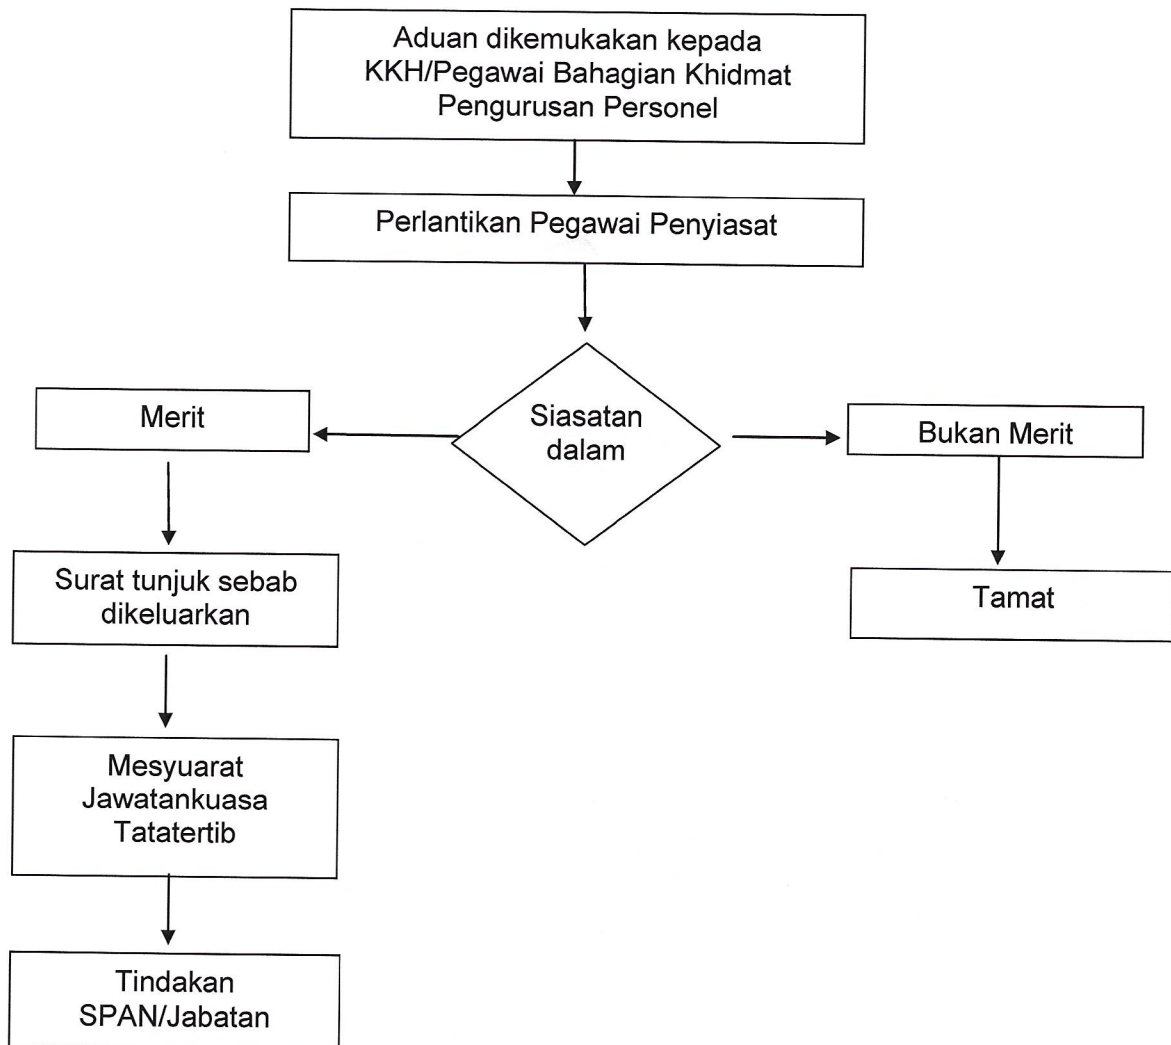 Aduan dikemukakan kepada
KKH/Pegawai Bahagian Khidmat
Pengurusan Personel
Perlantikan Pegawai Penyiasat
Siasatan
dalam
Merit
Bukan Merit
Surat tunjuk sebab
dikeluarkan
Tamat
Mesyuarat
Jawatankuasa
Tatatertib
Tindakan
SPAN/Jabatan